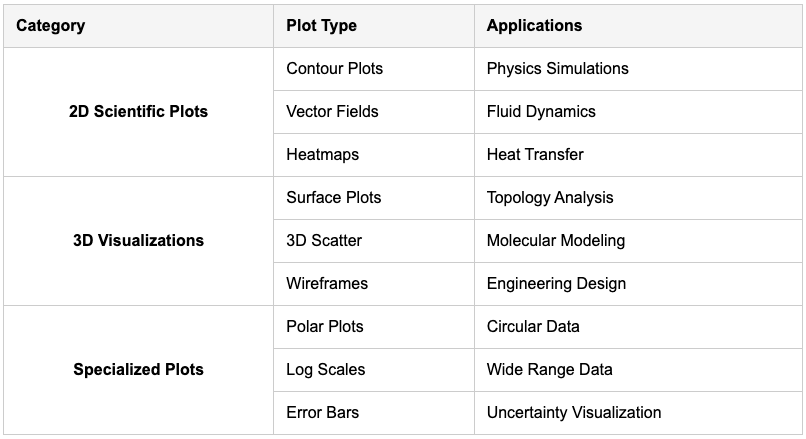 Category Plot Type Applications
Contour Plots Physics Simulations
2D Scientific Plots Vector Fields Fluid Dynamics
Heatmaps Heat Transfer
Surface Plots Topology Analysis
3D Visualizations 3D Scatter Molecular Modeling
Wireframes Engineering Design
Polar Plots Circular Data
Specialized Plots Log Scales Wide Range Data
Error Bars Uncertainty Visualization